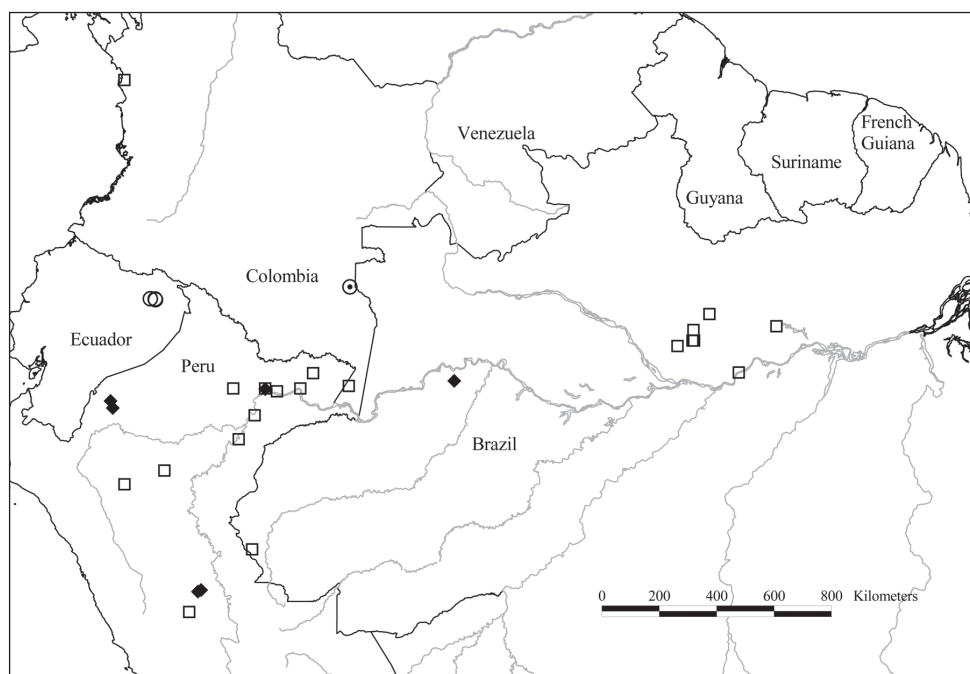 Venezuela
French
Guiana
Suriname
Guyana
Colombia
Ecuador
Peru
Brazil
0 200 400 600 800 Kilometers